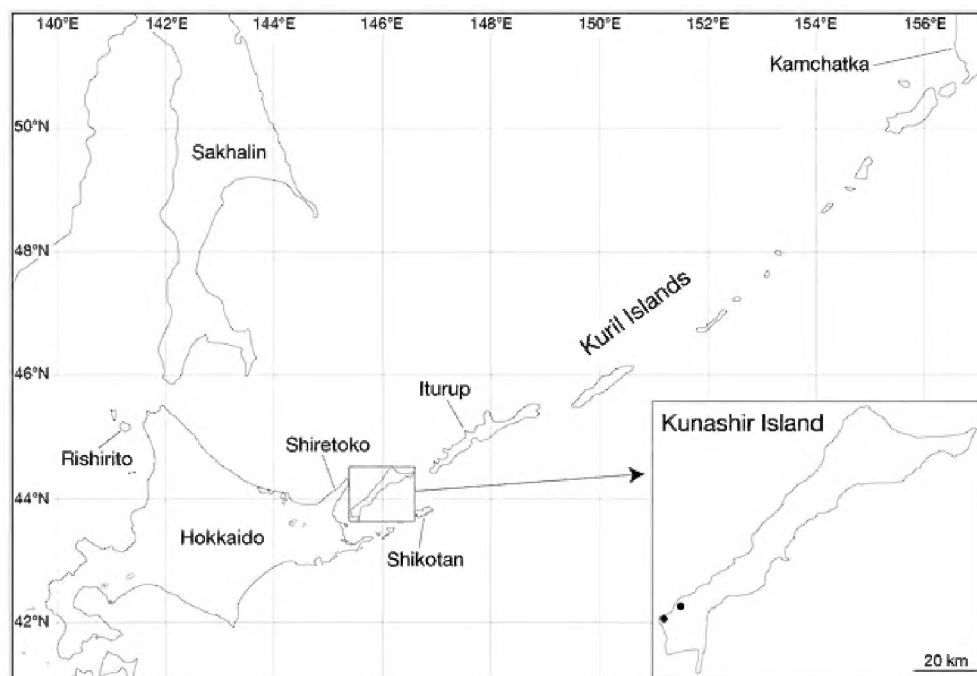 140°E 142°E 144°E 146°E 148°E 150°E 152°E 154°E 156°E
Kamchatka
50°N
Sakhalin
48°N
Kuril Islands
46°N
Iturup
Kunashir Island
Rishirito
Shiretoko
44°N
Hokkaido
Shikotan
42°N
20 km